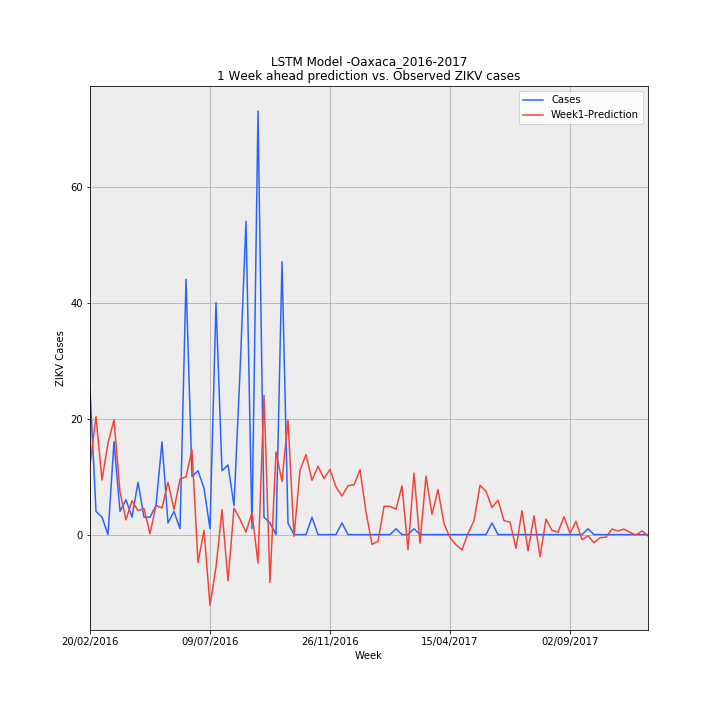 LSTM Model -Oaxaca_2016-2017
1 Week ahead prediction vs. Observed ZIKV cases
Cases
Week1-Prediction
60
40
20
0
ZIKV Cases
20/02/2016
09/07/2016
26/11/2016
15/04/2017
02/09/2017
Week